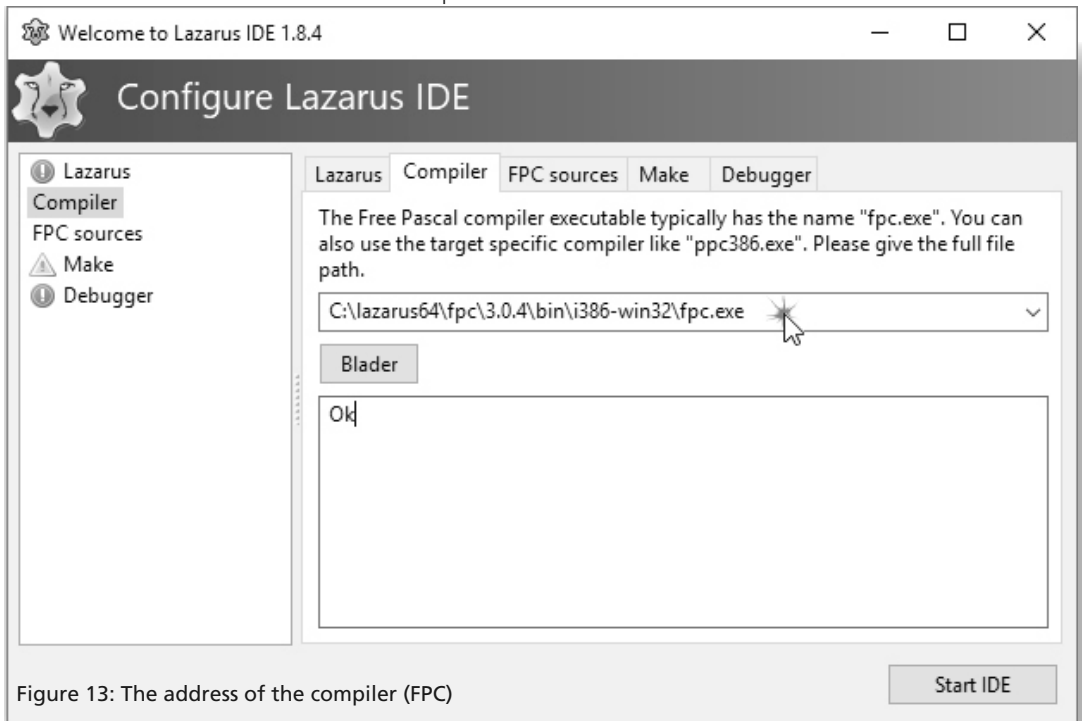 Welcome to Lazarus IDE 1.8.4
Configure Lazarus IDE
Lazarus
Compiler
FPC sources
Make
Debugger
Lazarus Compiler FPC sources Make Debugger
The Free Pascal compiler executable typically has the name "fpc.exe". You can
also use the target specific compiler like "ppc386.exe". Please give the full file
path.
C:\lazarus64\fpc\3.0.4\bin\i386-win32\fpc.exe
Blader
Ok
Start IDE
Figure 13: The address of the compiler (FPC)